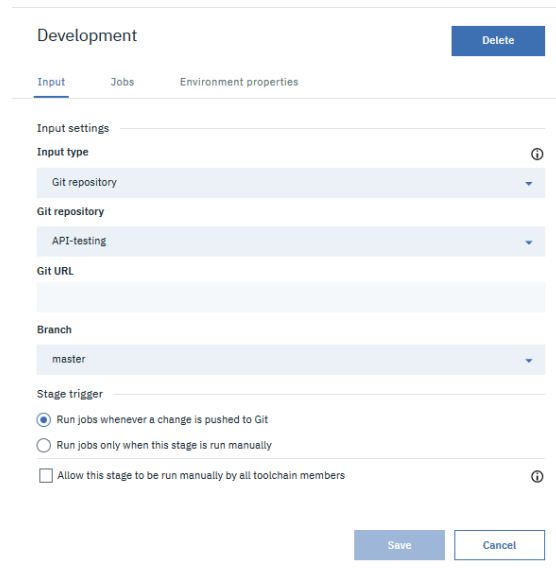 Development
Delete
Input Jobs Environment properties
Input settings
Input type
Git repository
Git repository
API-testing
Git URL
Branch
master
Stage trigger
Run jobs whenever a change is pushed to Git
Run jobs only when this stage is run manually
Allow this stage to be run manually by all toolchain members
Save Cancel